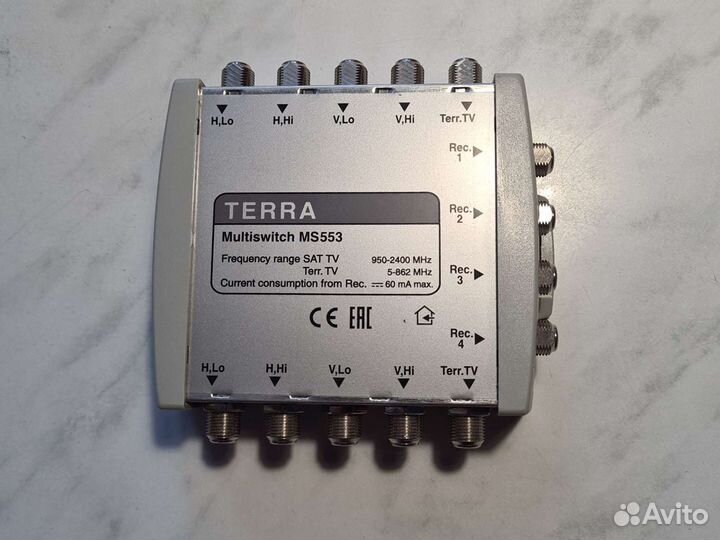 H,Lo H,Hi V,Lo V,Hi Terr.TV
Rec.
1
Rec.
2
Rec.
3
Rec.
4
TERRA
Multiswitch MS553
Frequency range SAT TV 950-2400 MHz
Terr. TV 5-862 MHz
Current consumption from Rec. ⎓ 60 mA max.
CE EAC
H,Lo H,Hi V,Lo V,Hi Terr.TV
Avito